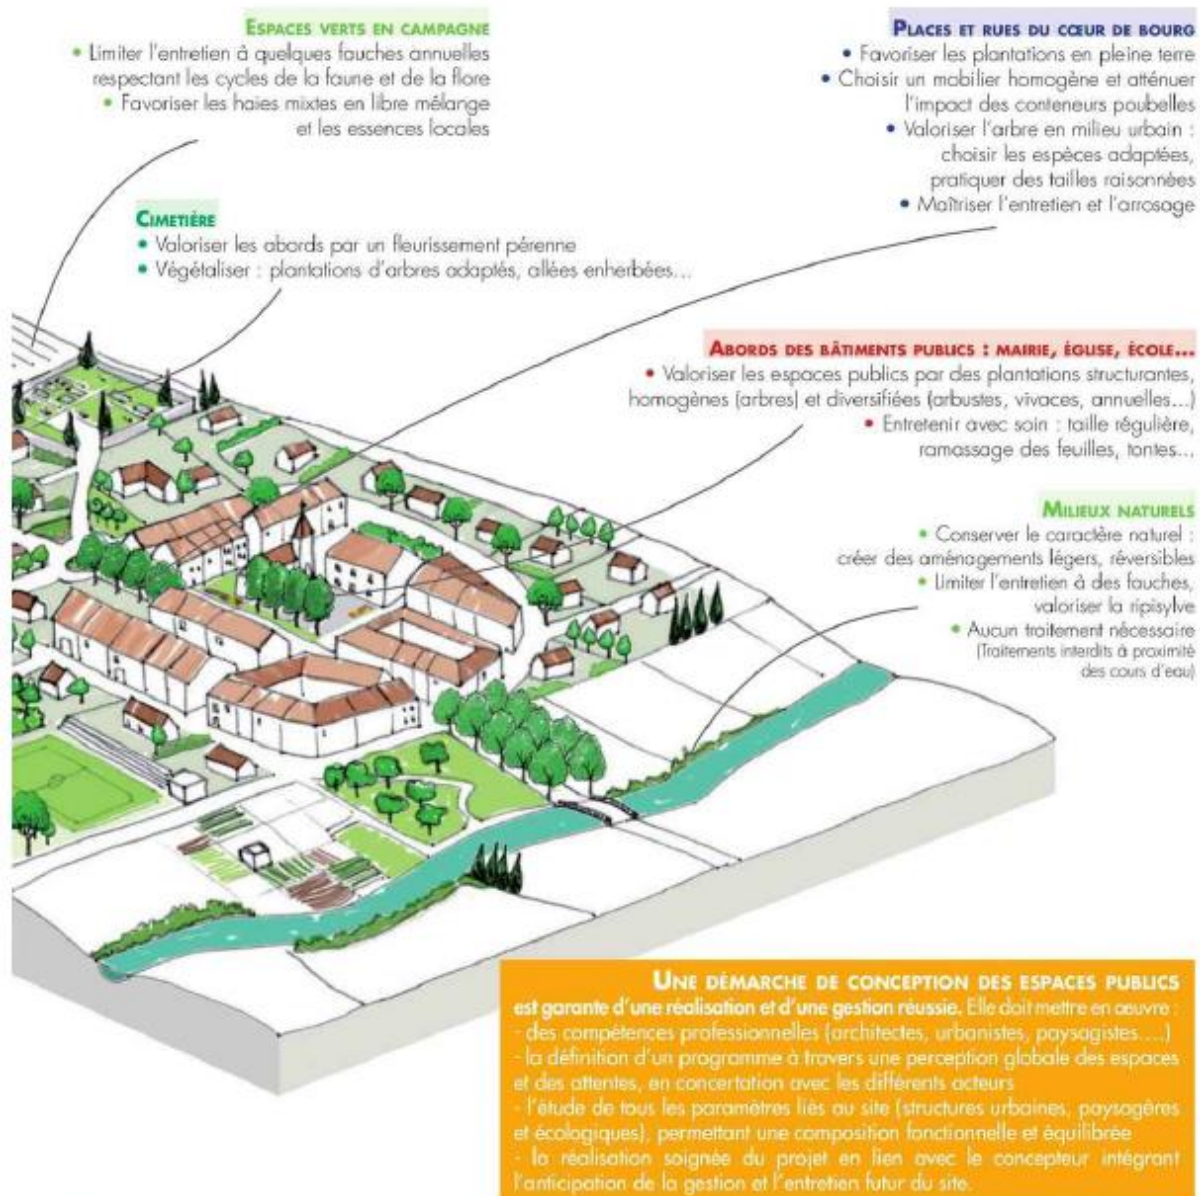 ESPACES VERTS EN CAMPAGNE
• Limiter l'entretien à quelques fauches annuelles
respectant les cycles de la faune et de la flore
• Favoriser les haies mixtes en libre mélange
et les essences locales
PLACES ET RUES DU CŒUR DE BOURG
• Favoriser les plantations en pleine terre
• Choisir un mobilier homogène et atténuer
l'impact des conteneurs poubelles
• Valoriser l'arbre en milieu urbain :
choisir les espèces adaptées,
pratiquer des tailles raisonnées
• Maîtriser l'entretien et l'arrosage
CIMETIÈRE
• Valoriser les abords par un fleurissement pérenne
• Végétaliser : plantations d'arbres adaptés, allées enherbées...
ABORDS DES BÂTIMENTS PUBLICS : MAIRIE, ÉGLISE, ÉCOLE...
• Valoriser les espaces publics par des plantations structurantes,
homogènes (arbres) et diversifiées (arbustes, vivaces, annuelles...)
• Entretenir avec soin : taille régulière,
ramassage des feuilles, tontes...
MILIEUX NATURELS
• Conserver le caractère naturel :
créer des aménagements légers, réversibles
• Limiter l'entretien à des fauches,
valoriser la ripisylve
• Aucun traitement nécessaire
(Traitements interdits à proximité
des cours d'eau)
UNE DÉMARCHE DE CONCEPTION DES ESPACES PUBLICS
est garante d'une réalisation et d'une gestion réussie. Elle doit mettre en œuvre :
- des compétences professionnelles (architectes, urbanistes, paysagistes....)
- la définition d'un programme à travers une perception globale des espaces
et des attentes, en concertation avec les différents acteurs
- l'étude de tous les paramètres liés au site (structures urbaines, paysagères
et écologiques), permettant une composition fonctionnelle et équilibrée
- la réalisation soignée du projet en lien avec le concepteur intégrant
l'anticipation de la gestion et l'entretien futur du site.